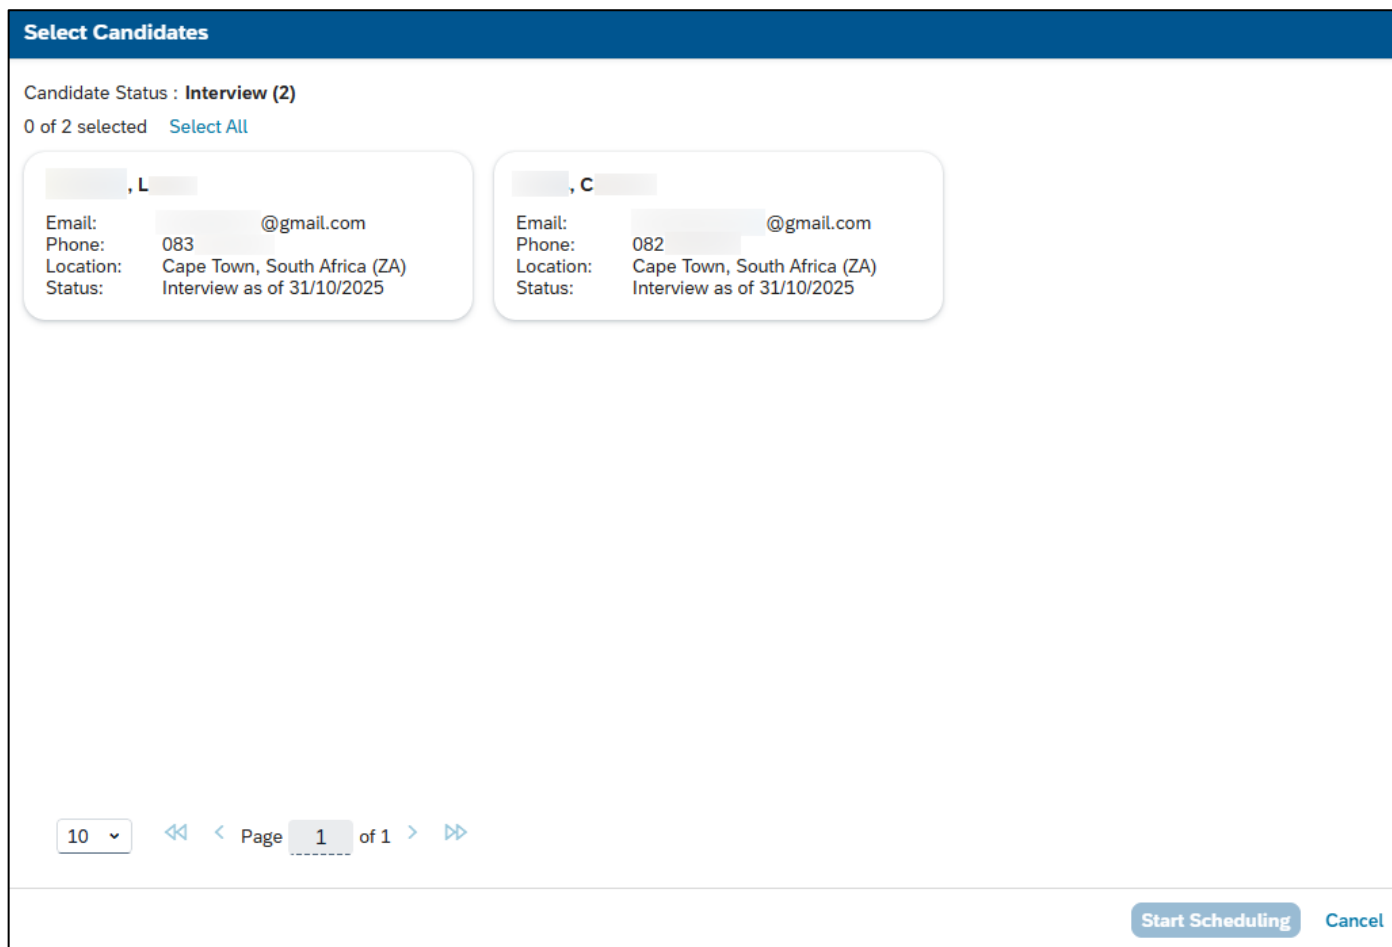 Select Candidates
Candidate Status : Interview (2)
0 of 2 selected Select All
, L
Email: @gmail.com
Phone: 083
Location: Cape Town, South Africa (ZA)
Status: Interview as of 31/10/2025
, C
Email: @gmail.com
Phone: 082
Location: Cape Town, South Africa (ZA)
Status: Interview as of 31/10/2025
10 Page 1 of 1
Start Scheduling Cancel